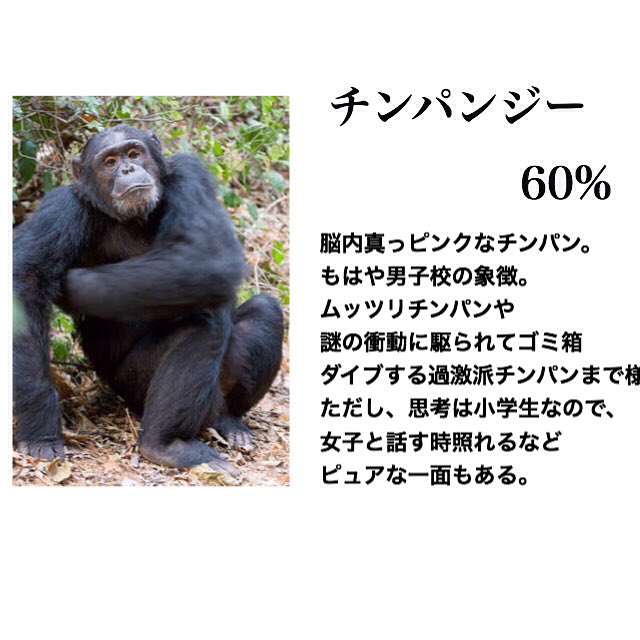 チンパンジー
60%
脳内真っピンクなチンパン。
もはや男子校の象徴。
ムッツリチンパンや
謎の衝動に駆られてゴミ箱
ダイブする過激派チンパンまで様
ただし、思考は小学生なので、
女子と話す時照れるなど
ピュアな一面もある。